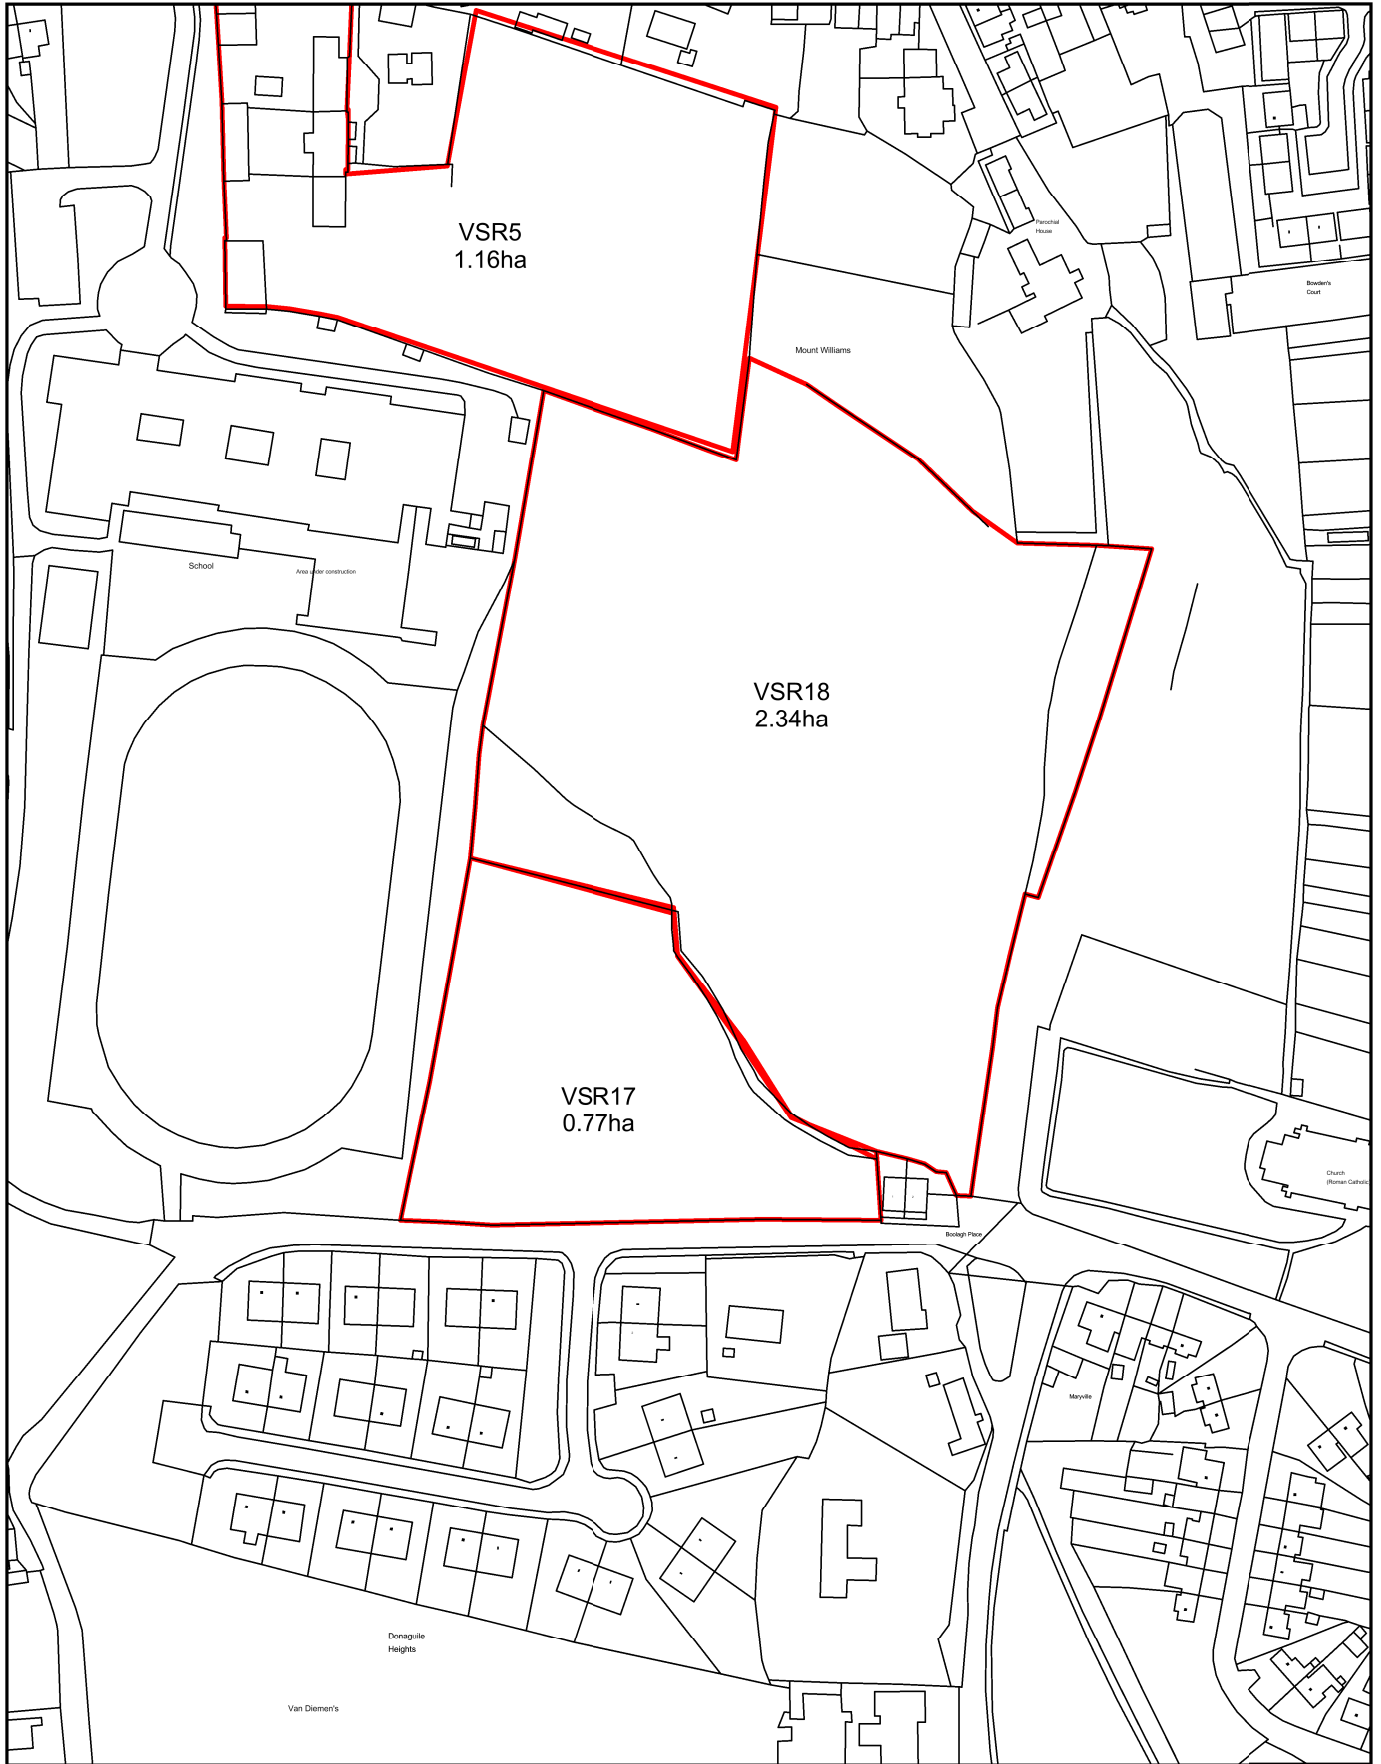 VSR5
1.16ha
Parochial
House
Bowden's
Court
Mount Williams
School
Area under construction
VSR18
2.34ha
VSR17
0.77ha
Church
(Roman Catholic
Boolagh Place
Maryville
Donaguile
Heights
Van Diemen's